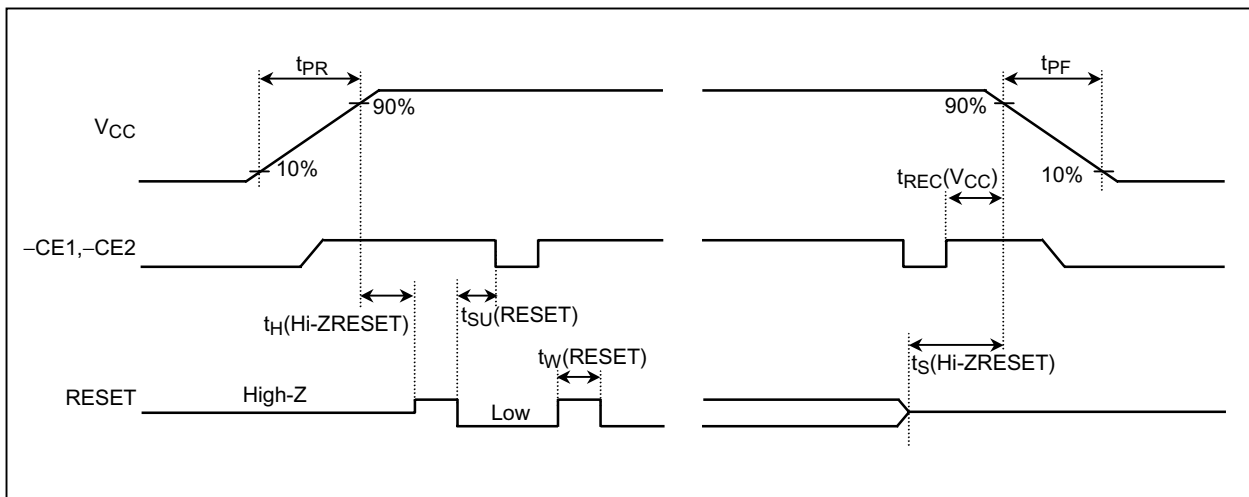 tPR
tPF
90%
90%
VCC
10%
tREC(VCC)
10%
–CE1,–CE2
tH(Hi-ZRESET)
tSU(RESET)
tW(RESET)
tS(Hi-ZRESET)
RESET
High-Z
Low